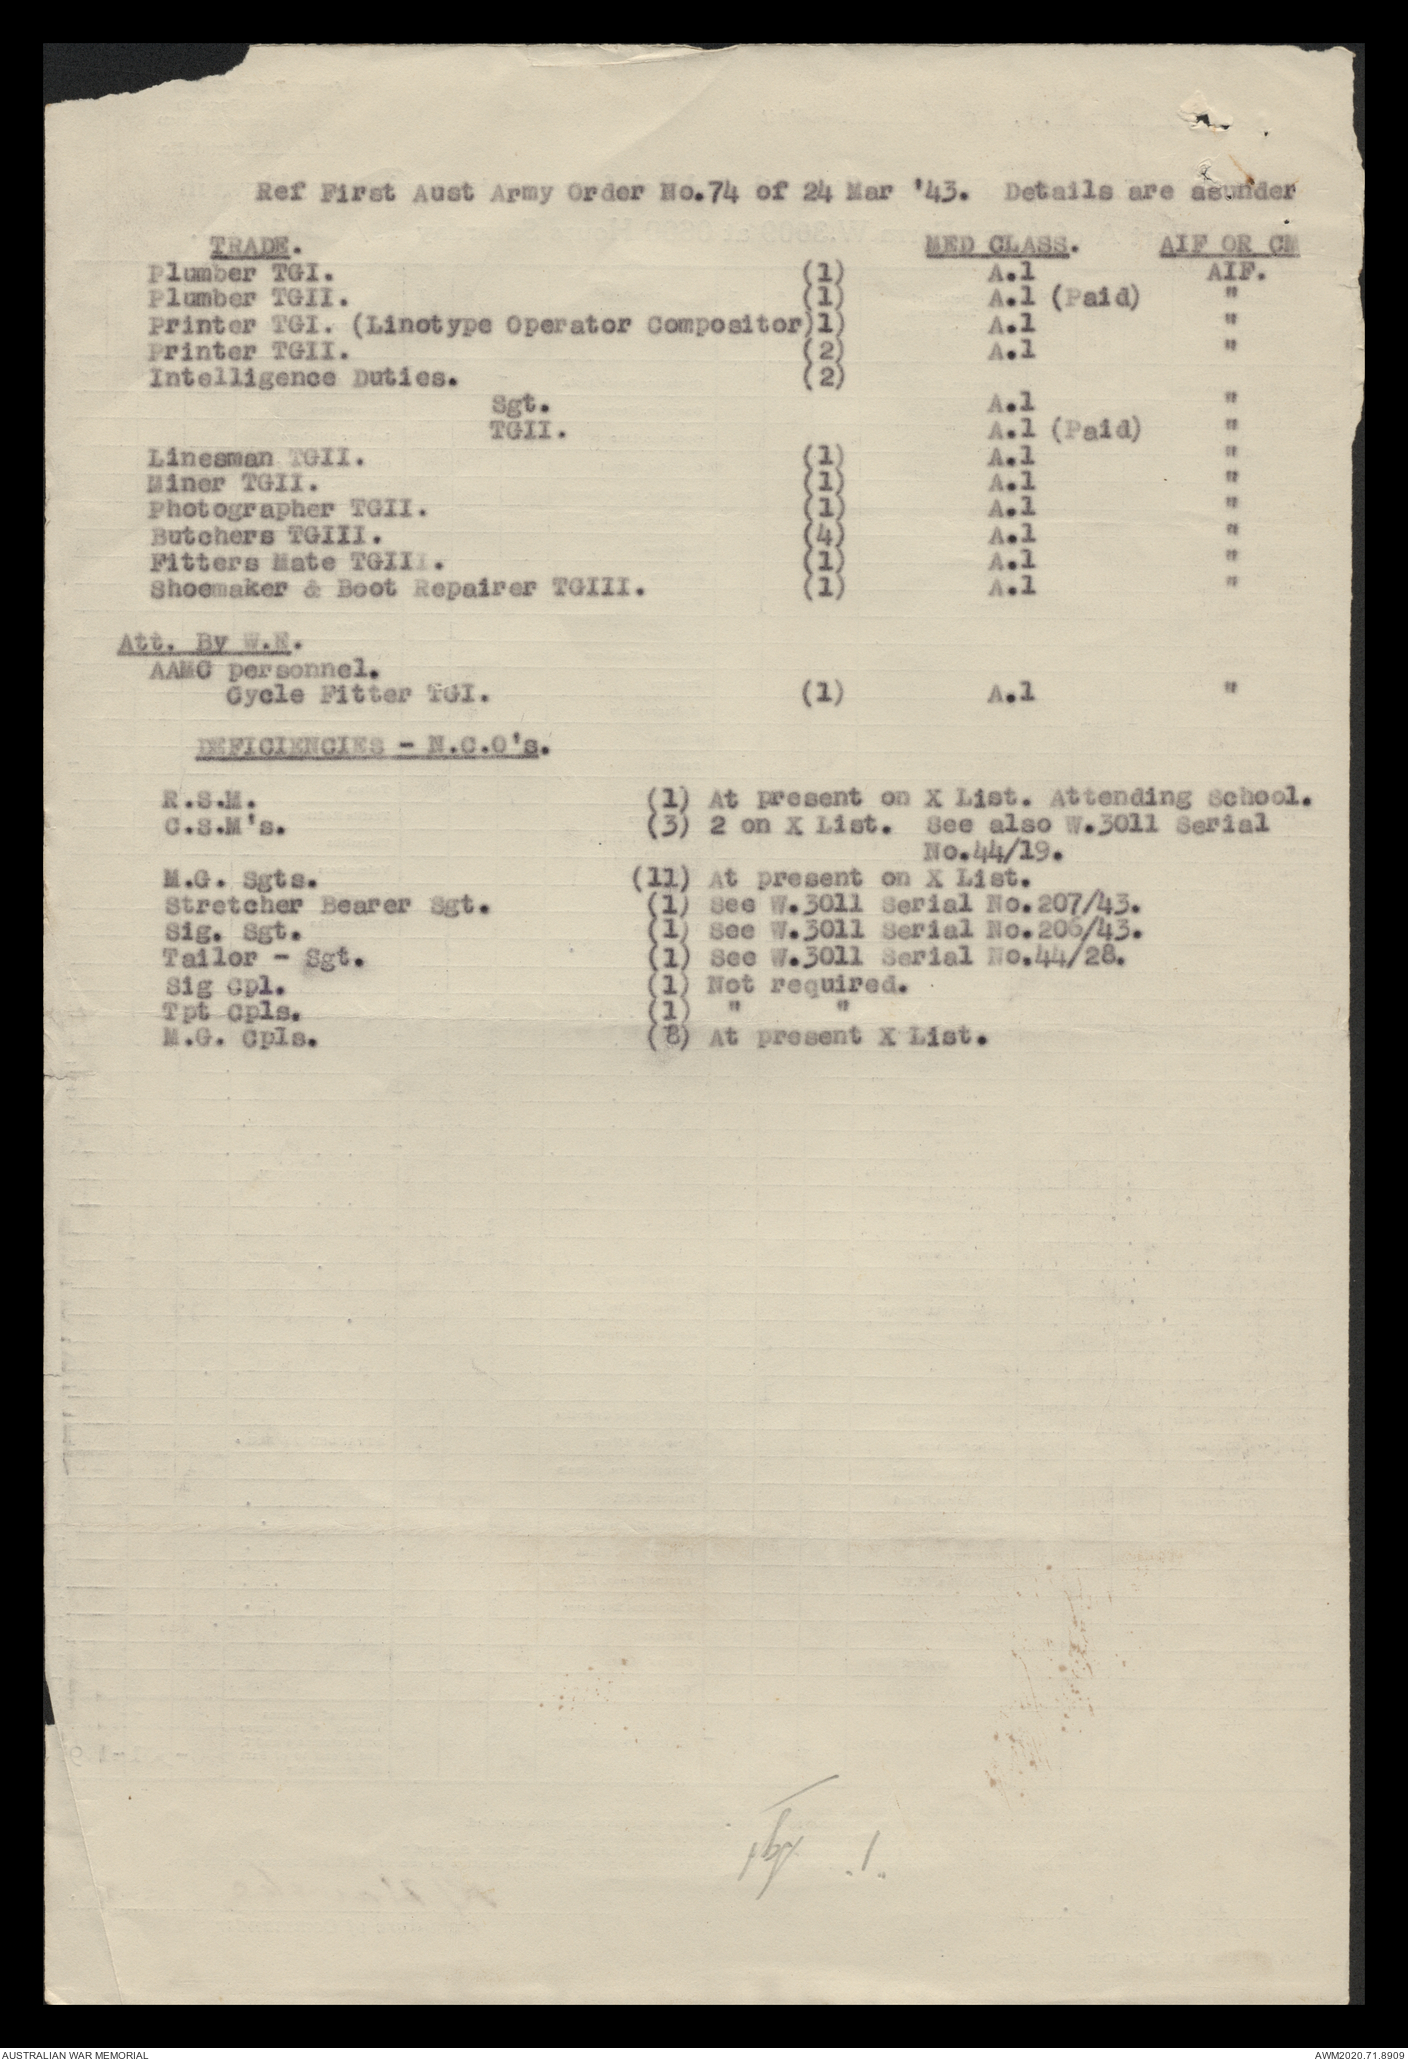 Ref First Aust Army Order No.74 of 24 Mar '43. Details are asunder
TRADE. MED CLASS. AIF OR CM
Plumber TGI. (1) A.1 AIF.
Plumber TGII. (1) A.1 (Paid) "
Printer TGI. (Linotype Operator Compositor)1) A.1 "
Printer TGII. (2) A.1 "
Intelligence Duties. (2)
Sgt. A.1 "
TGII. A.1 (Paid) "
Linesman TGII. (1) A.1 "
Miner TGII. (1) A.1 "
Photographer TGII. (1) A.1 "
Butchers TGIII. (4) A.1 "
Fitters Mate TGIII. (1) A.1 "
Shoemaker & Boot Repairer TGIII. (1) A.1 "
Att. By W.E.
AAMC personnel.
Cycle Fitter TGI. (1) A.1 "
DEFICIENCIES - N.C.O's.
R.S.M. (1) At present on X List. Attending School.
C.S.M's. (3) 2 on X List. See also W.3011 Serial
No.44/19.
M.G. Sgts. (11) At present on X List.
Stretcher Bearer Sgt. (1) See W.3011 Serial No.207/43.
Sig. Sgt. (1) See W.3011 Serial No.206/43.
Tailor - Sgt. (1) See W.3011 Serial No.44/28.
Sig Cpl. (1) Not required.
Tpt Cpls. (1) " "
M.G. Cpls. (8) At present X List.
AUSTRALIAN WAR MEMORIAL
AWM2020.71.8909